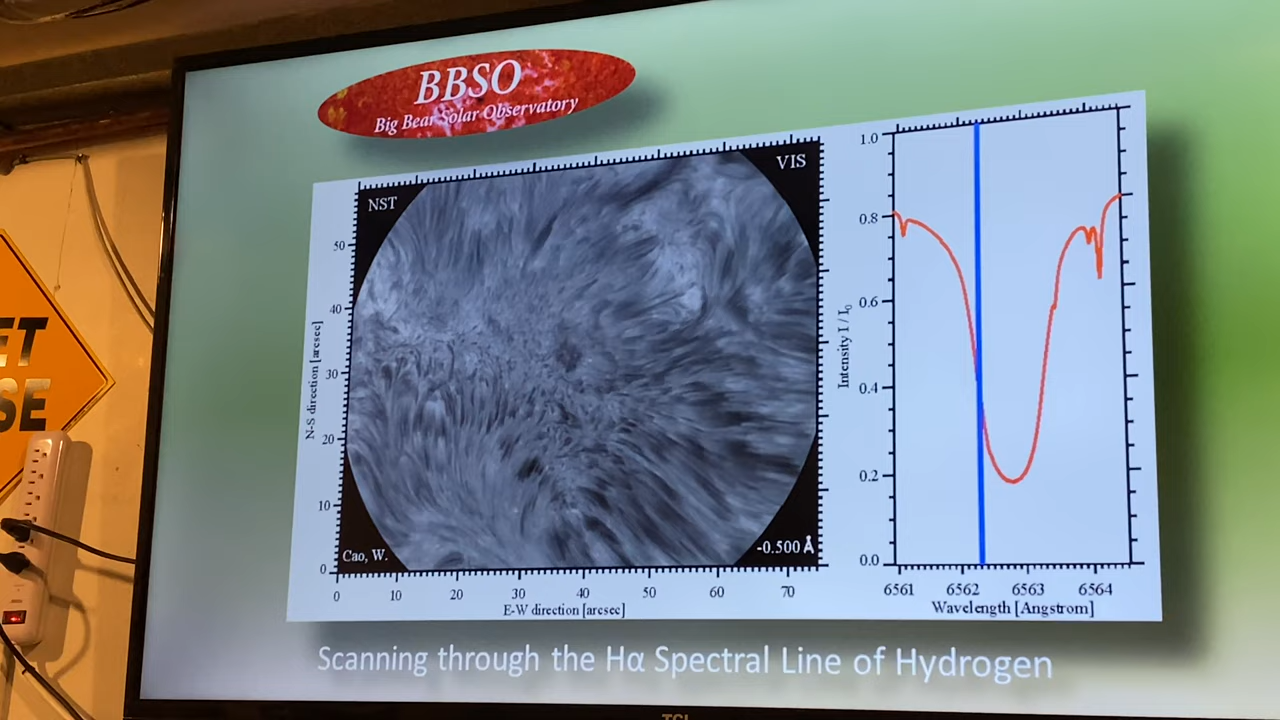 BBSO
Big Bear Solar Observatory
NST
VIS
50
40
30
20
10
0
N-S direction [arcsec]
Cao, W.
-0.500 Å
0 10 20 30 40 50 60 70
E-W direction [arcsec]
1.0
0.8
0.6
0.4
0.2
0.0
Intensity I / I0
6561 6562 6563 6564
Wavelength [Angstrom]
Scanning through the Hα Spectral Line of Hydrogen
ET
SE